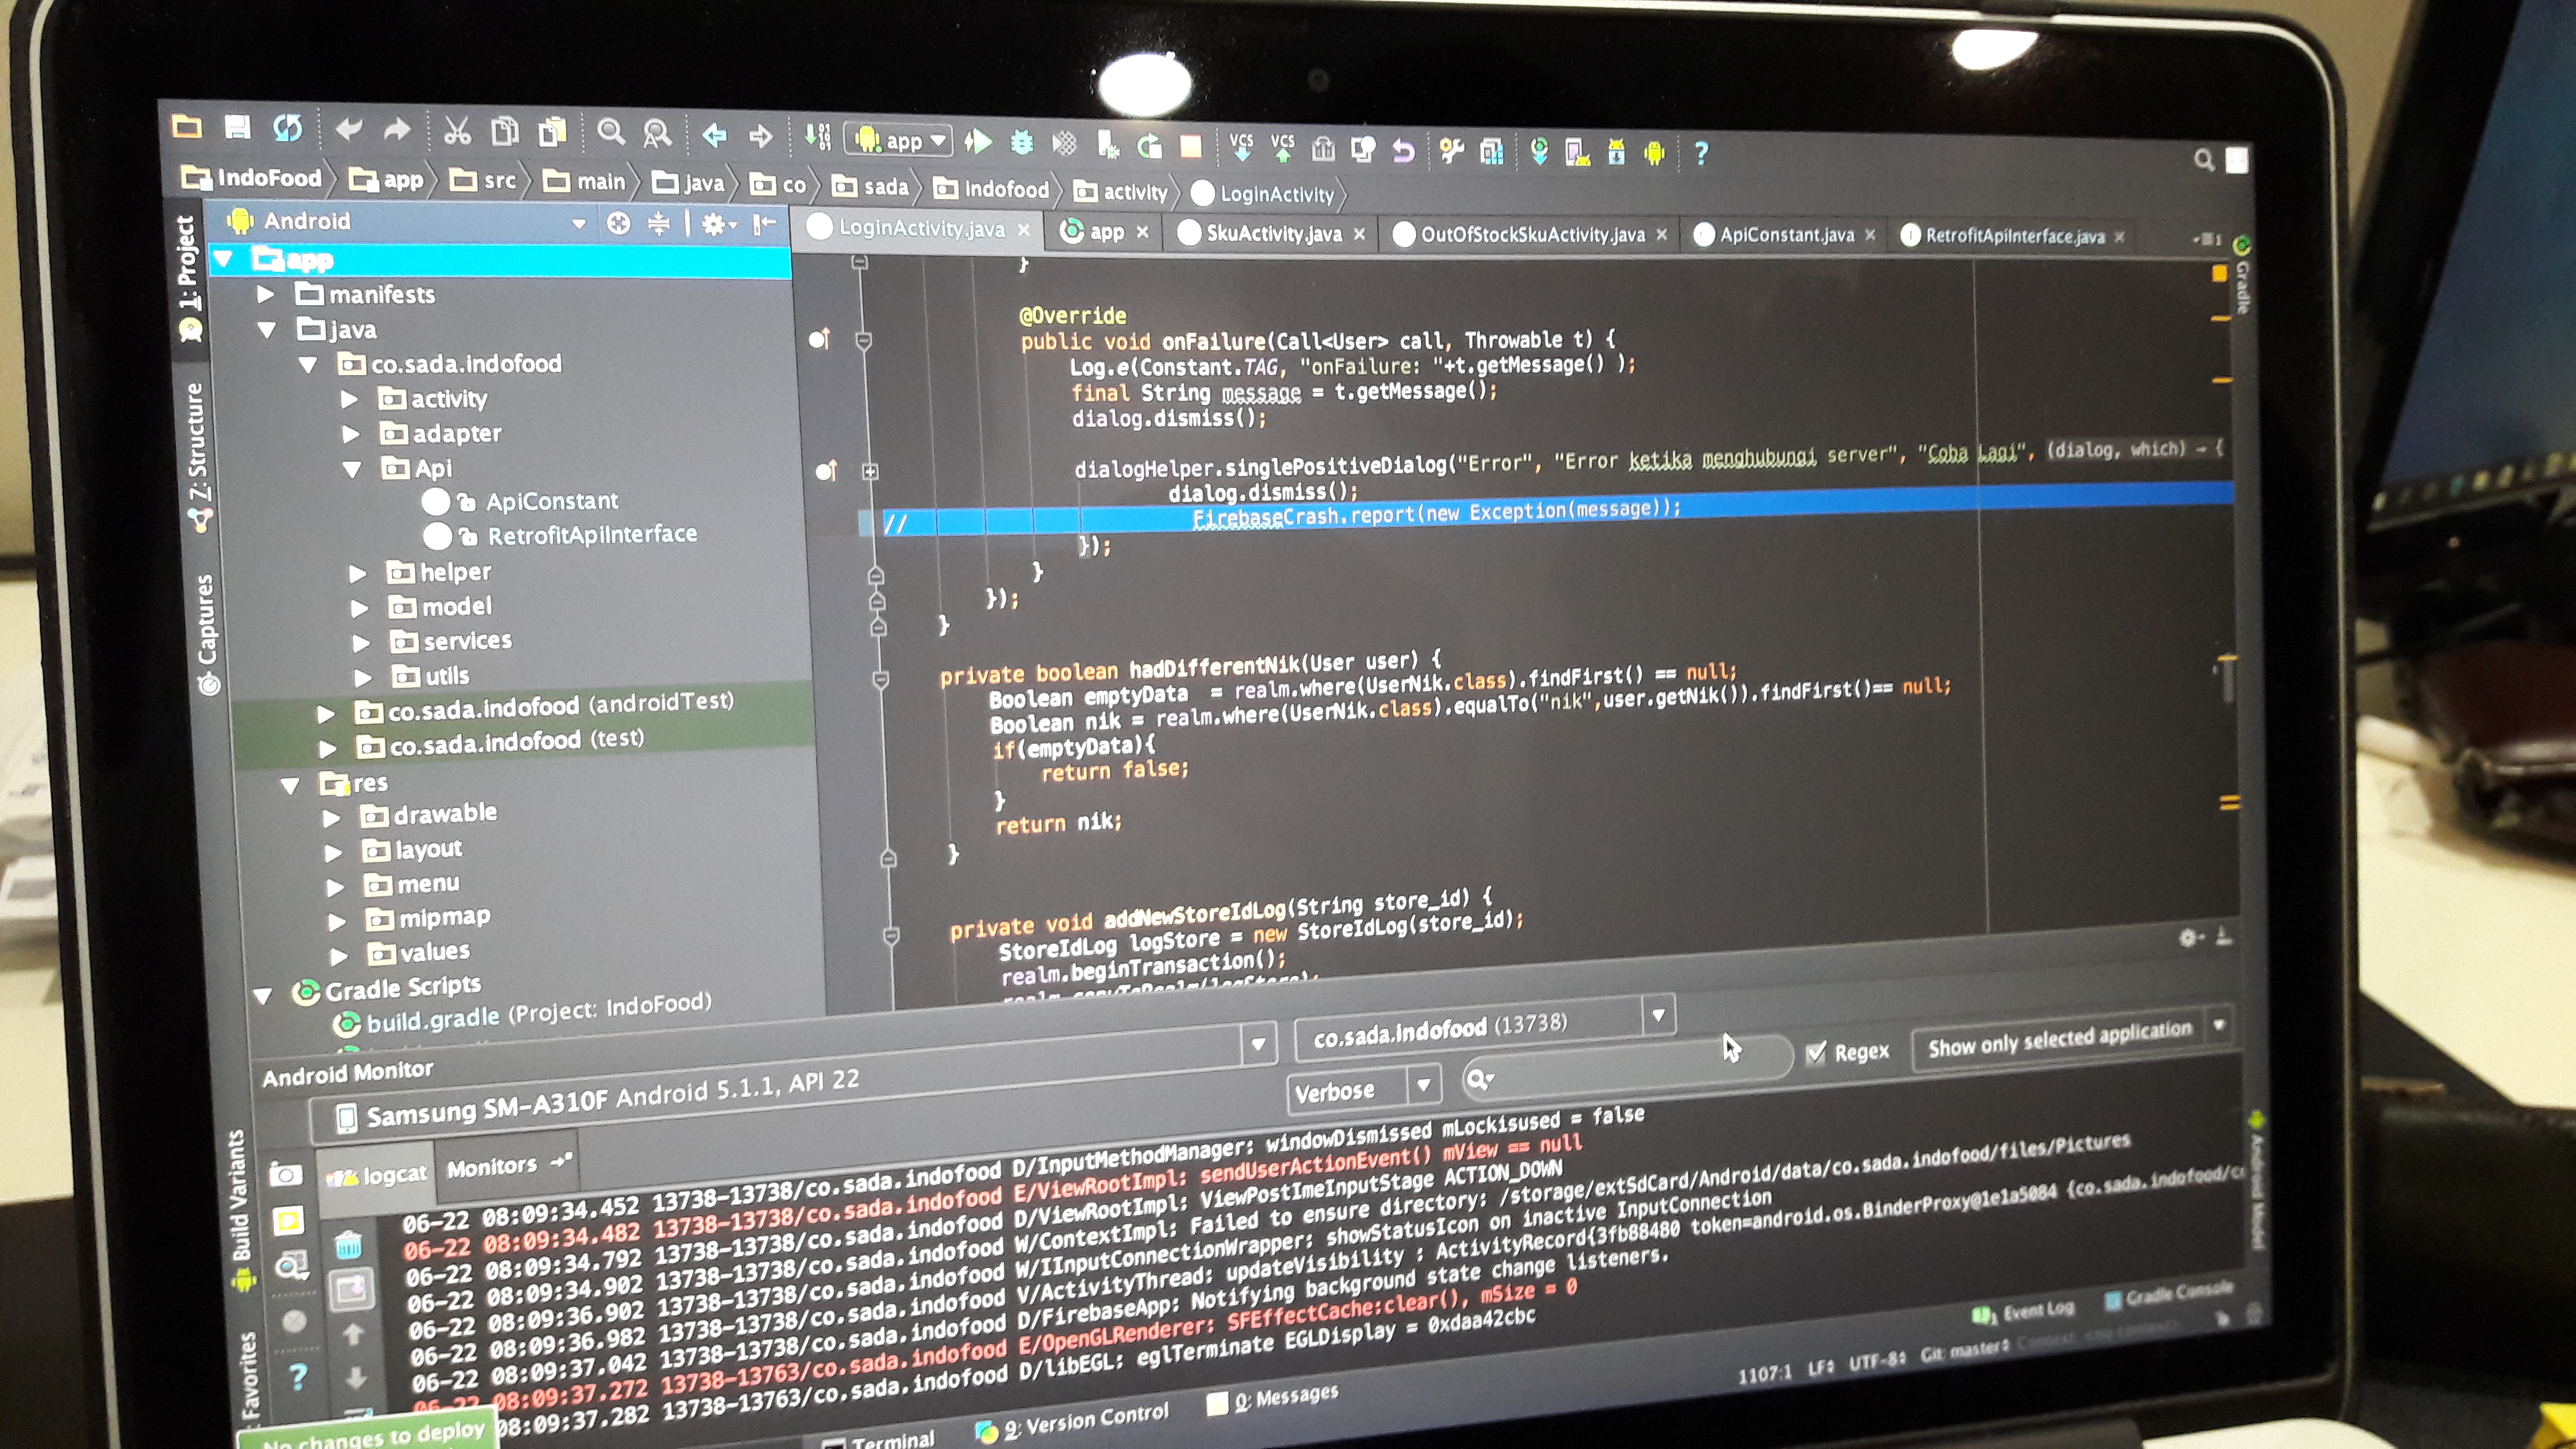 app
VCS VCS
?
IndoFood app src main java co sada indofood activity LoginActivity
1: Project
Android
LoginActivity.java app SkuActivity.java OutOfStockSkuActivity.java ApiConstant.java RetrofitApiInterface.java
Gradle
app
manifests
java
co.sada.indofood
activity
adapter
Api
ApiConstant
RetrofitApiInterface
helper
model
services
utils
co.sada.indofood (androidTest)
co.sada.indofood (test)
res
drawable
layout
menu
mipmap
values
Gradle Scripts
build.gradle (Project: IndoFood)
7: Structure
Captures
}
@Override
public void onFailure(Call<User> call, Throwable t) {
Log.e(Constant.TAG, "onFailure: "+t.getMessage() );
final String message = t.getMessage();
dialog.dismiss();
dialogHelper.singlePositiveDialog("Error", "Error ketika menghubungi server", "Coba Lagi", (dialog, which) → {
dialog.dismiss();
// FirebaseCrash.report(new Exception(message));
});
}
});
}
private boolean hadDifferentNik(User user) {
Boolean emptyData = realm.where(UserNik.class).findFirst() == null;
Boolean nik = realm.where(UserNik.class).equalTo("nik",user.getNik()).findFirst()== null;
if(emptyData){
return false;
}
return nik;
}
private void addNewStoreIdLog(String store_id) {
StoreIdLog logStore = new StoreIdLog(store_id);
realm.beginTransaction();
realm.copyToRealm(logStore);
Android Monitor
Samsung SM-A310F Android 5.1.1, API 22
co.sada.indofood (13738)
Verbose
Regex
Show only selected application
logcat Monitors
06-22 08:09:34.452 13738-13738/co.sada.indofood D/InputMethodManager: windowDismissed mLockisused = false
06-22 08:09:34.482 13738-13738/co.sada.indofood E/ViewRootImpl: sendUserActionEvent() mView == null
06-22 08:09:34.792 13738-13738/co.sada.indofood D/ViewRootImpl: ViewPostImeInputStage ACTION_DOWN
06-22 08:09:34.902 13738-13738/co.sada.indofood W/ContextImpl: Failed to ensure directory: /storage/extSdCard/Android/data/co.sada.indofood/files/Pictures
06-22 08:09:36.902 13738-13738/co.sada.indofood W/IInputConnectionWrapper: showStatusIcon on inactive InputConnection
06-22 08:09:36.982 13738-13738/co.sada.indofood V/ActivityThread: updateVisibility : ActivityRecord{3fb88480 token=android.os.BinderProxy@1e1a5084 {co.sada.indofood/co
06-22 08:09:37.042 13738-13738/co.sada.indofood D/FirebaseApp: Notifying background state change listeners.
06-22 08:09:37.272 13738-13763/co.sada.indofood E/OpenGLRenderer: SFEffectCache:clear(), mSize = 0
08:09:37.282 13738-13763/co.sada.indofood D/libEGL: eglTerminate EGLDisplay = 0xdaa42cbc
Build Variants
Favorites
?
Android Model
No changes to deploy
Terminal 9: Version Control 0: Messages
Event Log Gradle Console
1107:1 LF UTF-8 Git: master